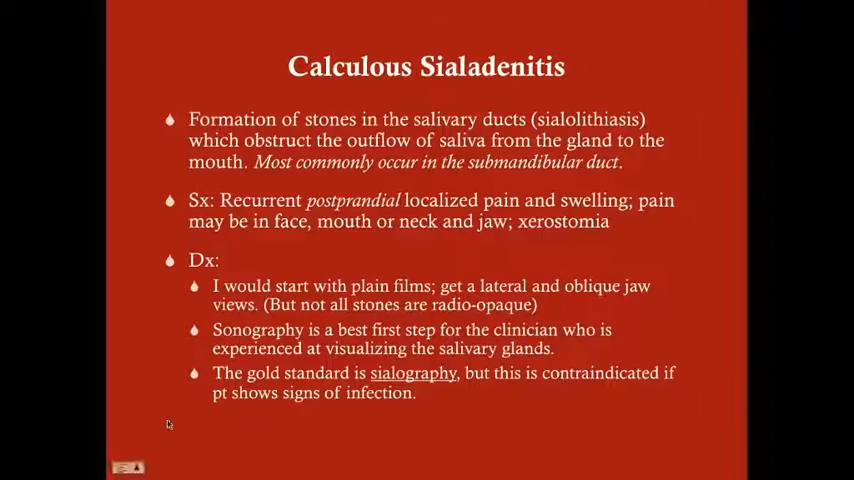 Calculous Sialadenitis
Formation of stones in the salivary ducts (sialolithiasis)
which obstruct the outflow of saliva from the gland to the
mouth. Most commonly occur in the submandibular duct.
Sx: Recurrent postprandial localized pain and swelling; pain
may be in face, mouth or neck and jaw; xerostomia
Dx:
I would start with plain films; get a lateral and oblique jaw
views. (But not all stones are radio-opaque)
Sonography is a best first step for the clinician who is
experienced at visualizing the salivary glands.
The gold standard is sialography, but this is contraindicated if
pt shows signs of infection.